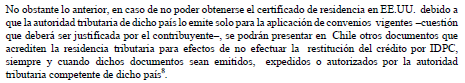 No obstante lo anterior, en caso de no poder obtenerse el certificado de residencia en EE.UU. debido a
que la autoridad tributaria de dicho país lo emite solo para la aplicación de convenios vigentes –cuestión
que deberá ser justificada por el contribuyente–, se podrán presentar en Chile otros documentos que
acrediten la residencia tributaria para efectos de no efectuar la restitución del crédito por IDPC,
siempre y cuando dichos documentos sean emitidos, expedidos o autorizados por la autoridad
tributaria competente de dicho país⁸.